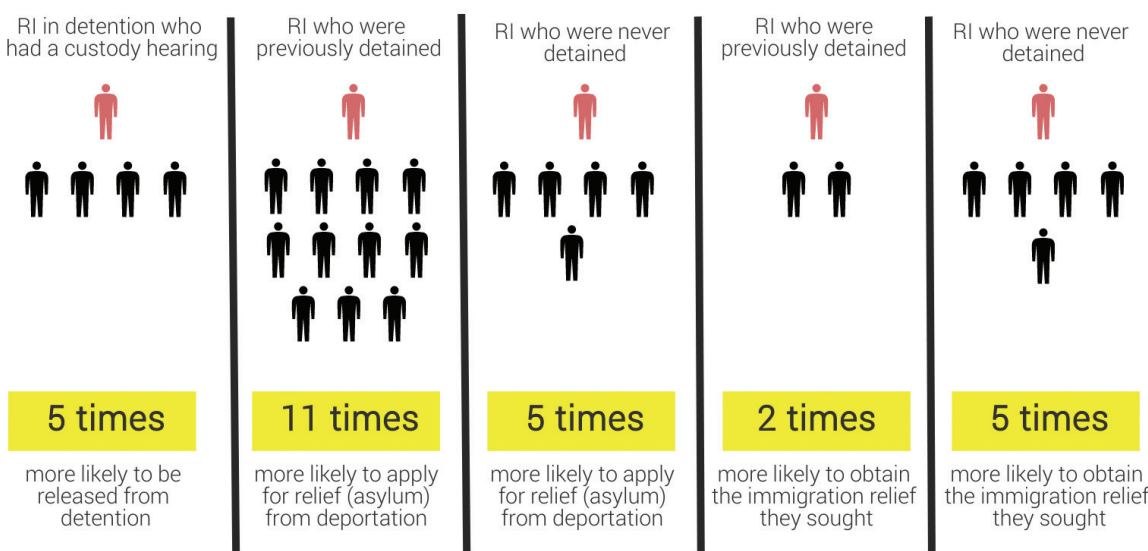 RI in detention who
had a custody hearing
5 times
more likely to be
released from
detention
RI who were
previously detained
11 times
more likely to apply
for relief (asylum)
from deportation
RI who were never
detained
5 times
more likely to apply
for relief (asylum)
from deportation
RI who were
previously detained
2 times
more likely to obtain
the immigration relief
they sought
RI who were never
detained
5 times
more likely to obtain
the immigration relief
they sought